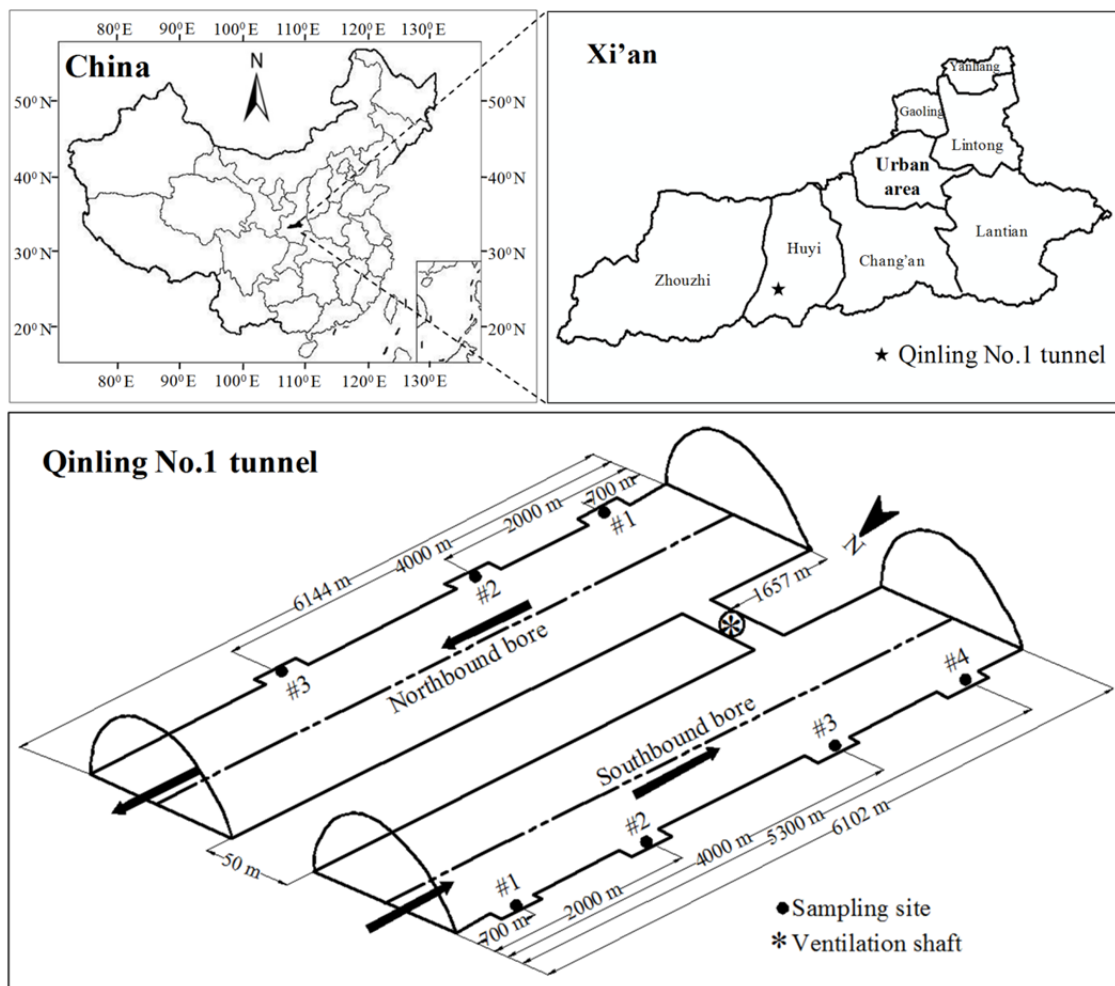 80°E 90°E 100°E 110°E 120°E 130°E
China
N
50°N
40°N
30°N
20°N
50°N
40°N
30°N
20°N
80°E 90°E 100°E 110°E 120°E 130°E
Xi’an
Yanliang
Gaoling
Lintong
Urban
area
Lantian
Huyi
Chang'an
Zhouzhi
★ Qinling No.1 tunnel
Qinling No.1 tunnel
700 m
2000 m
4000 m
6144 m
#1
#2
#3
Northbound bore
N
1657 m
#4
#3
#2
#1
Southbound bore
50 m
700 m
2000 m
4000 m
5300 m
6102 m
Sampling site
Ventilation shaft